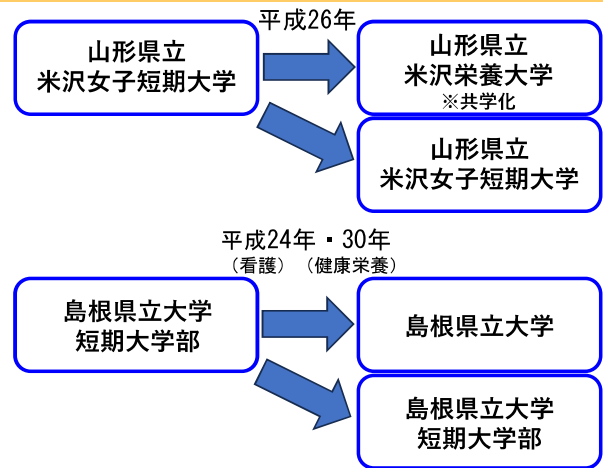 平成26年
山形県立
米沢女子短期大学
山形県立
米沢栄養大学
※共学化
山形県立
米沢女子短期大学
平成24年・30年
（看護）（健康栄養）
島根県立大学
短期大学部
島根県立大学
島根県立大学
短期大学部